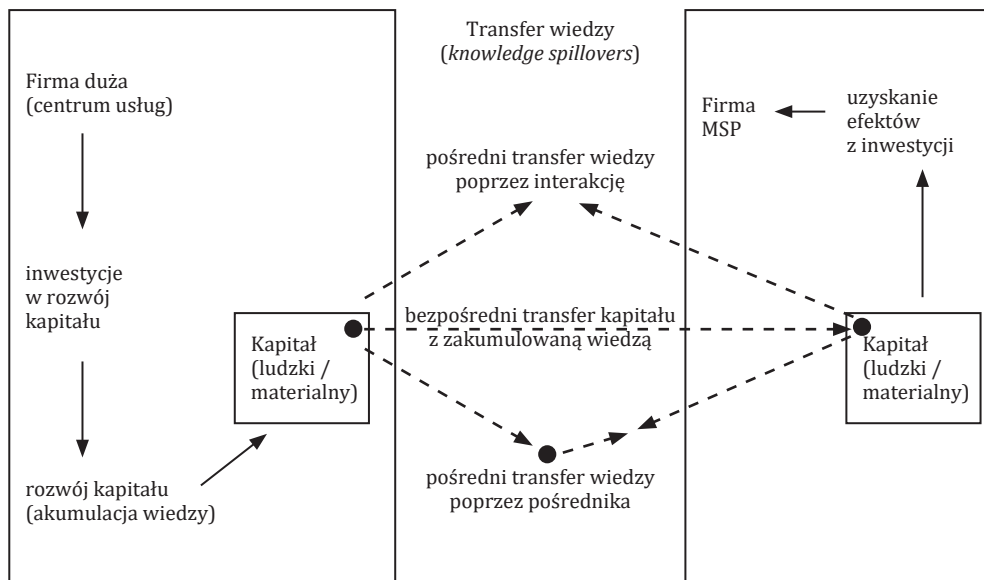 Transfer wiedzy
(knowledge spillovers)
Firma duża
(centrum usług)
inwestycje
w rozwój
kapitału
rozwój kapitału
(akumulacja wiedzy)
Kapitał
(ludzki /
materialny)
pośredni transfer wiedzy
poprzez interakcję
bezpośredni transfer kapitału
z zakumulowaną wiedzą
pośredni transfer wiedzy
poprzez pośrednika
Kapitał
(ludzki /
materialny)
uzyskanie
efektów
z inwestycji
Firma
MSP